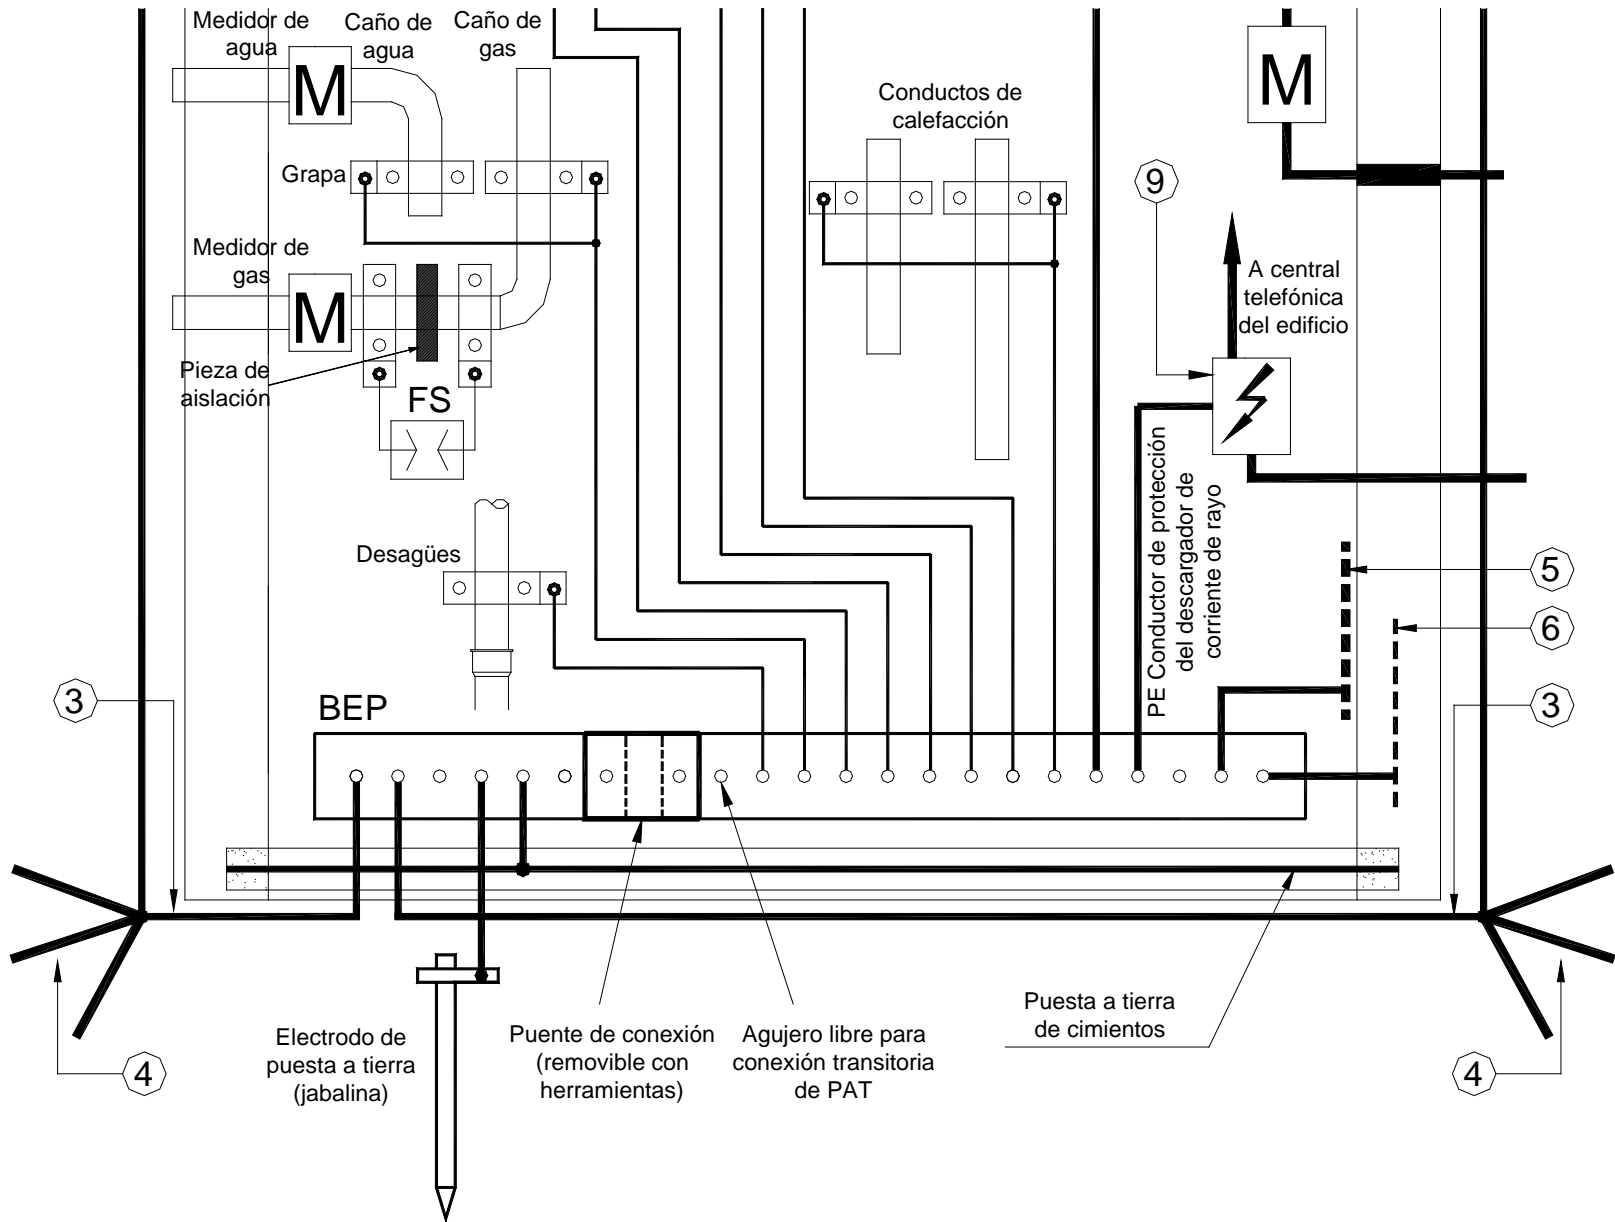 Medidor de
agua
Caño de
agua
Caño de
gas
M
M
Conductos de
calefacción
Grapa
9
Medidor de
gas
M
A central
telefónica
del edificio
Pieza de
aislación
FS
PE Conductor de protección
del descargador de
corriente de rayo
Desagües
5
6
3
BEP
3
Electrodo de
puesta a tierra
(jabalina)
Puente de conexión
(removible con
herramientas)
Agujero libre para
conexión transitoria
de PAT
Puesta a tierra
de cimientos
4
4